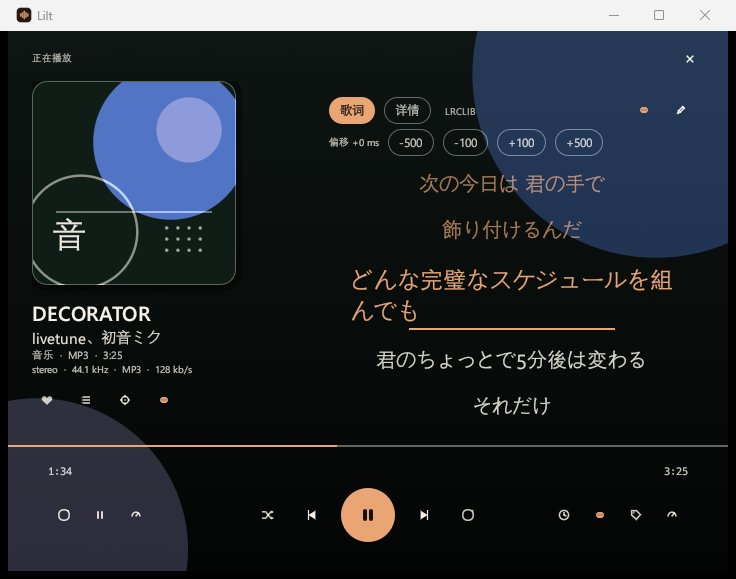 Lilt
正在播放
音
DECORATOR
livetune、初音ミク
音乐 · MP3 · 3:25
stereo · 44.1 kHz · MP3 · 128 kb/s
歌词 详情 LRCLIB
偏移 +0 ms -500 -100 +100 +500
次の今日は 君の手で
飾り付けるんだ
どんな完璧なスケジュールを組
んでも
君のちょっとで5分後は変わる
それだけ
1:34 3:25